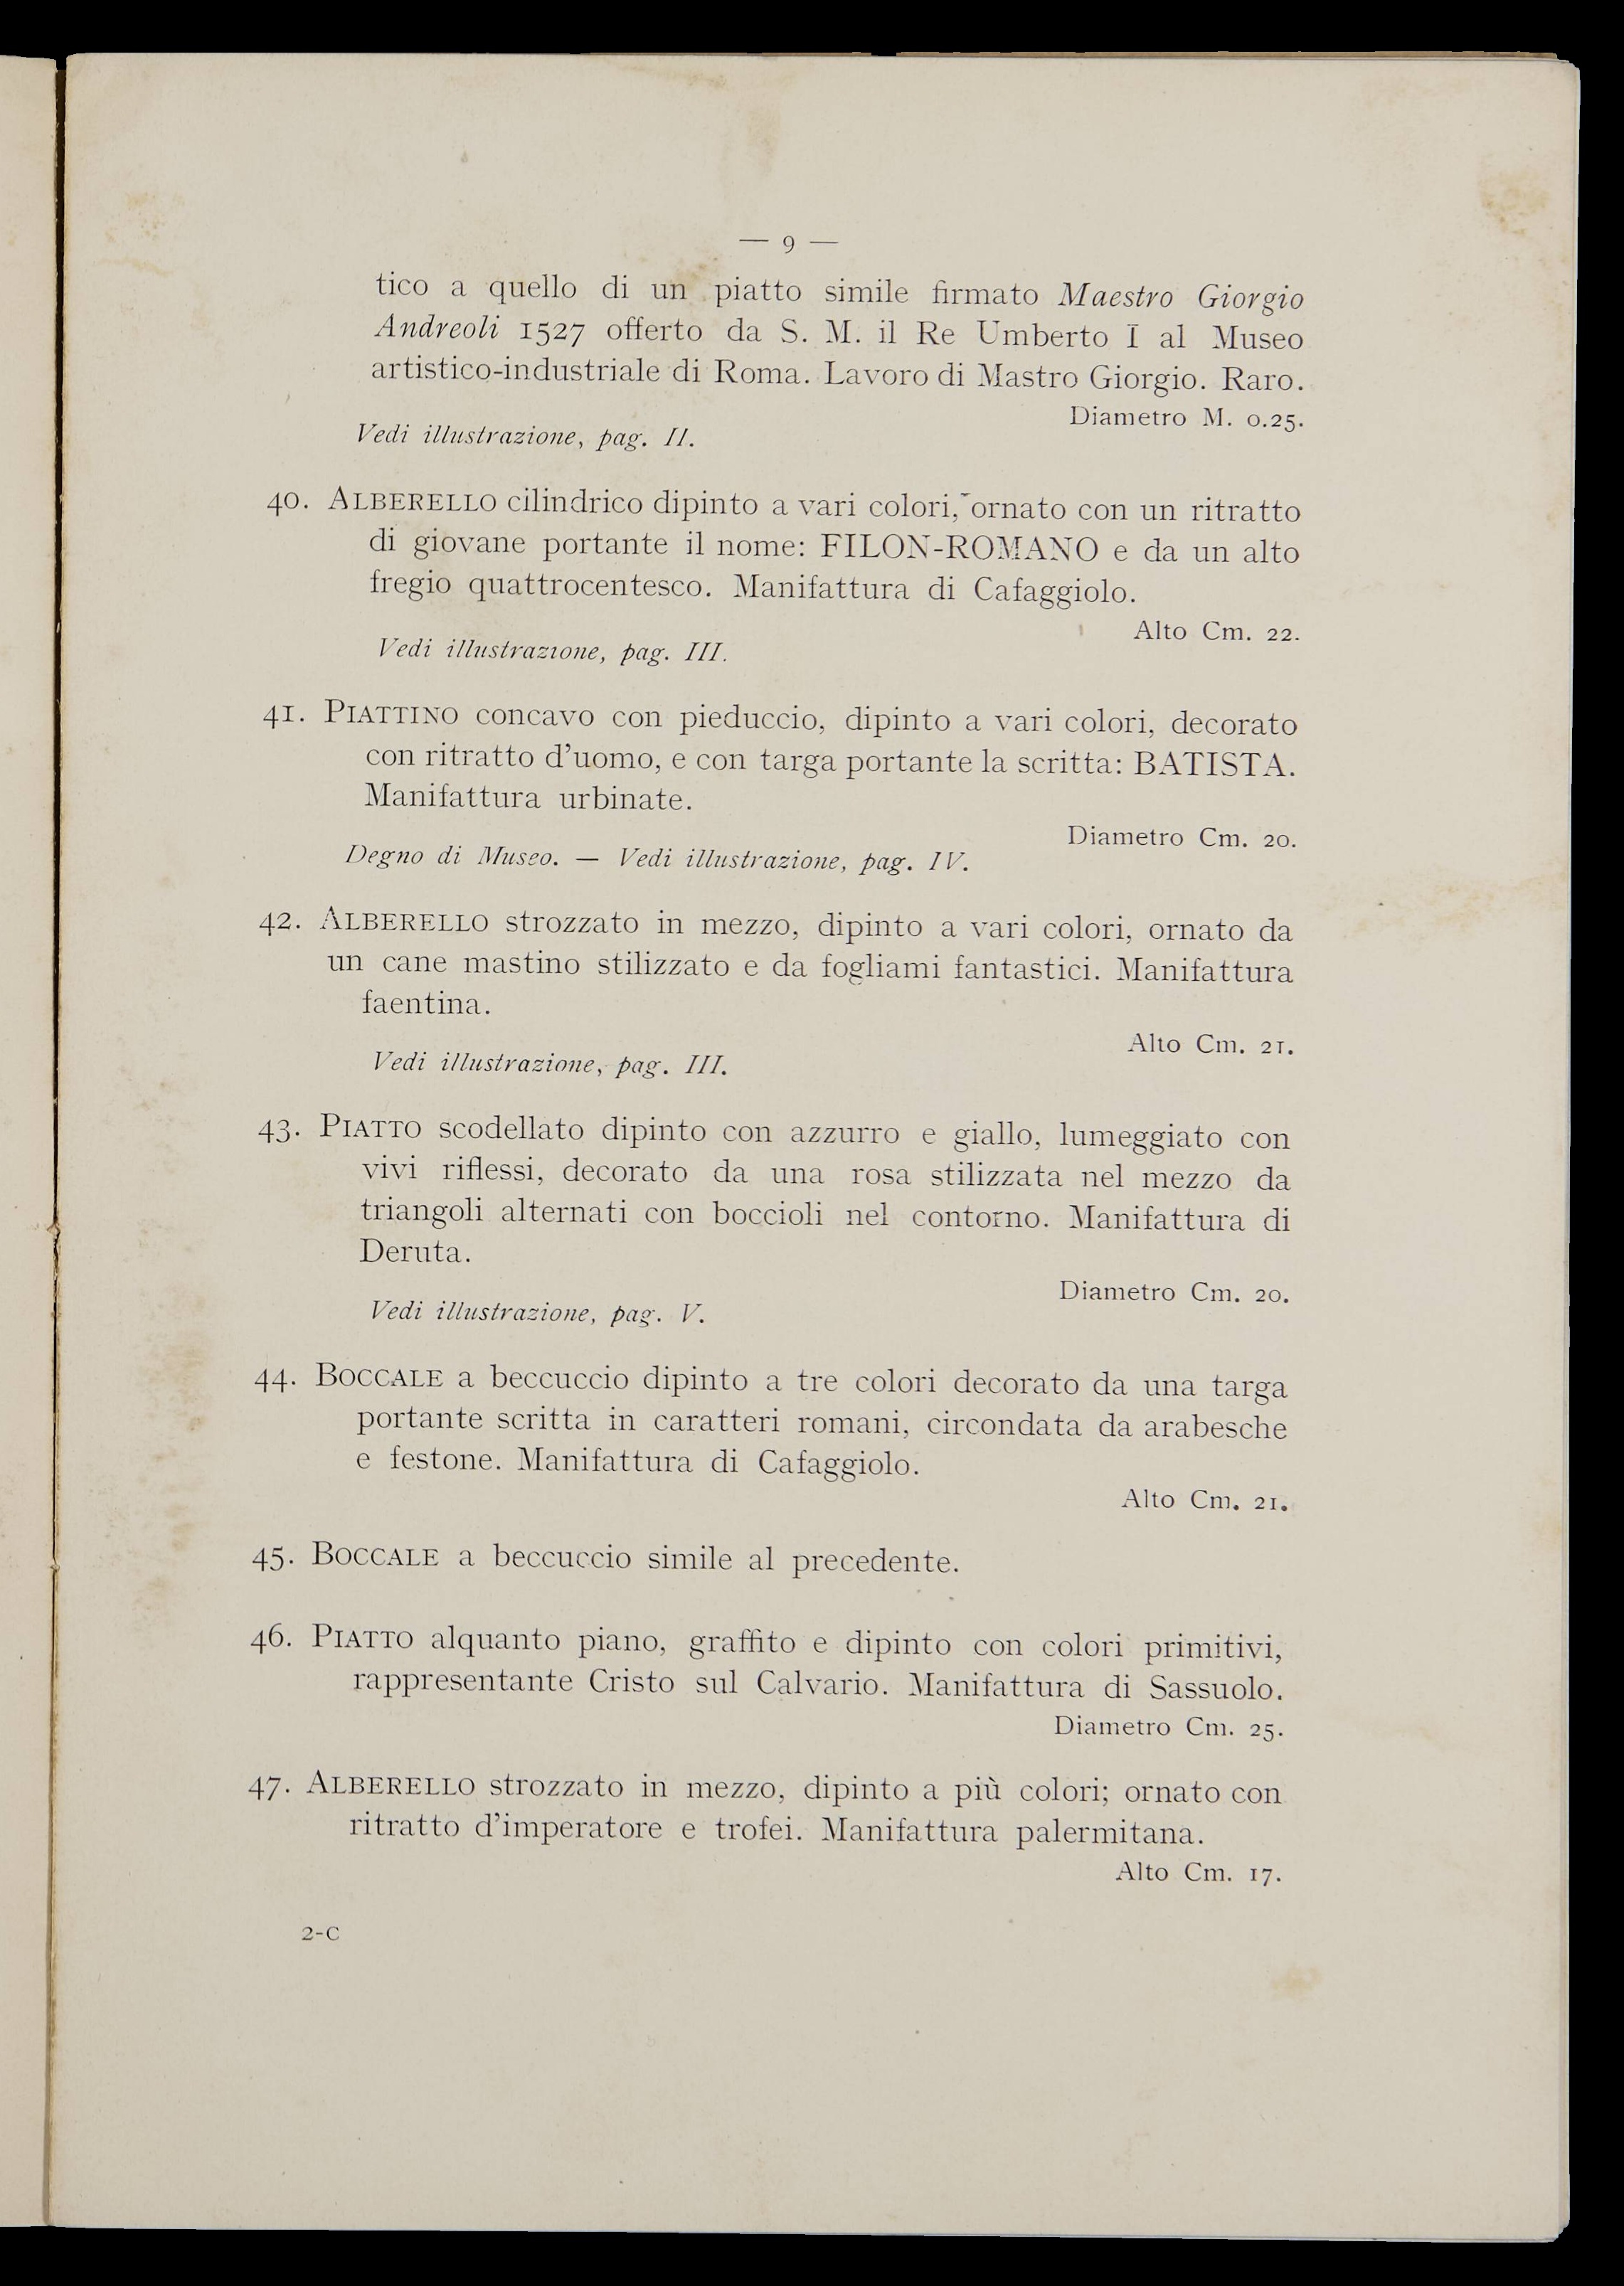 — 9 —
tico a quello di un piatto simile firmato Maestro Giorgio
Andreoli 1527 offerto da S. M. il Re Umberto I al Museo
artistico-industriale di Roma. Lavoro di Mastro Giorgio. Raro.
Diametro M. 0.25.
Vedi illustrazione, pag. II.
40. ALBERELLO cilindrico dipinto a vari colori, ornato con un ritratto
di giovane portante il nome: FILON-ROMANO e da un alto
fregio quattrocentesco. Manifattura di Cafaggiolo.
Alto Cm. 22.
Vedi illustrazione, pag. III.
41. PIATTINO concavo con pieduccio, dipinto a vari colori, decorato
con ritratto d'uomo, e con targa portante la scritta: BATISTA.
Manifattura urbinate.
Diametro Cm. 20.
Degno di Museo. — Vedi illustrazione, pag. IV.
42. ALBERELLO strozzato in mezzo, dipinto a vari colori, ornato da
un cane mastino stilizzato e da fogliami fantastici. Manifattura
faentina.
Alto Cm. 21.
Vedi illustrazione, pag. III.
43. PIATTO scodellato dipinto con azzurro e giallo, lumeggiato con
vivi riflessi, decorato da una rosa stilizzata nel mezzo da
triangoli alternati con boccioli nel contorno. Manifattura di
Deruta.
Diametro Cm. 20.
Vedi illustrazione, pag. V.
44. BOCCALE a beccuccio dipinto a tre colori decorato da una targa
portante scritta in caratteri romani, circondata da arabesche
e festone. Manifattura di Cafaggiolo.
Alto Cm. 21.
45. BOCCALE a beccuccio simile al precedente.
46. PIATTO alquanto piano, graffito e dipinto con colori primitivi,
rappresentante Cristo sul Calvario. Manifattura di Sassuolo.
Diametro Cm. 25.
47. ALBERELLO strozzato in mezzo, dipinto a più colori; ornato con
ritratto d'imperatore e trofei. Manifattura palermitana.
Alto Cm. 17.
2-C